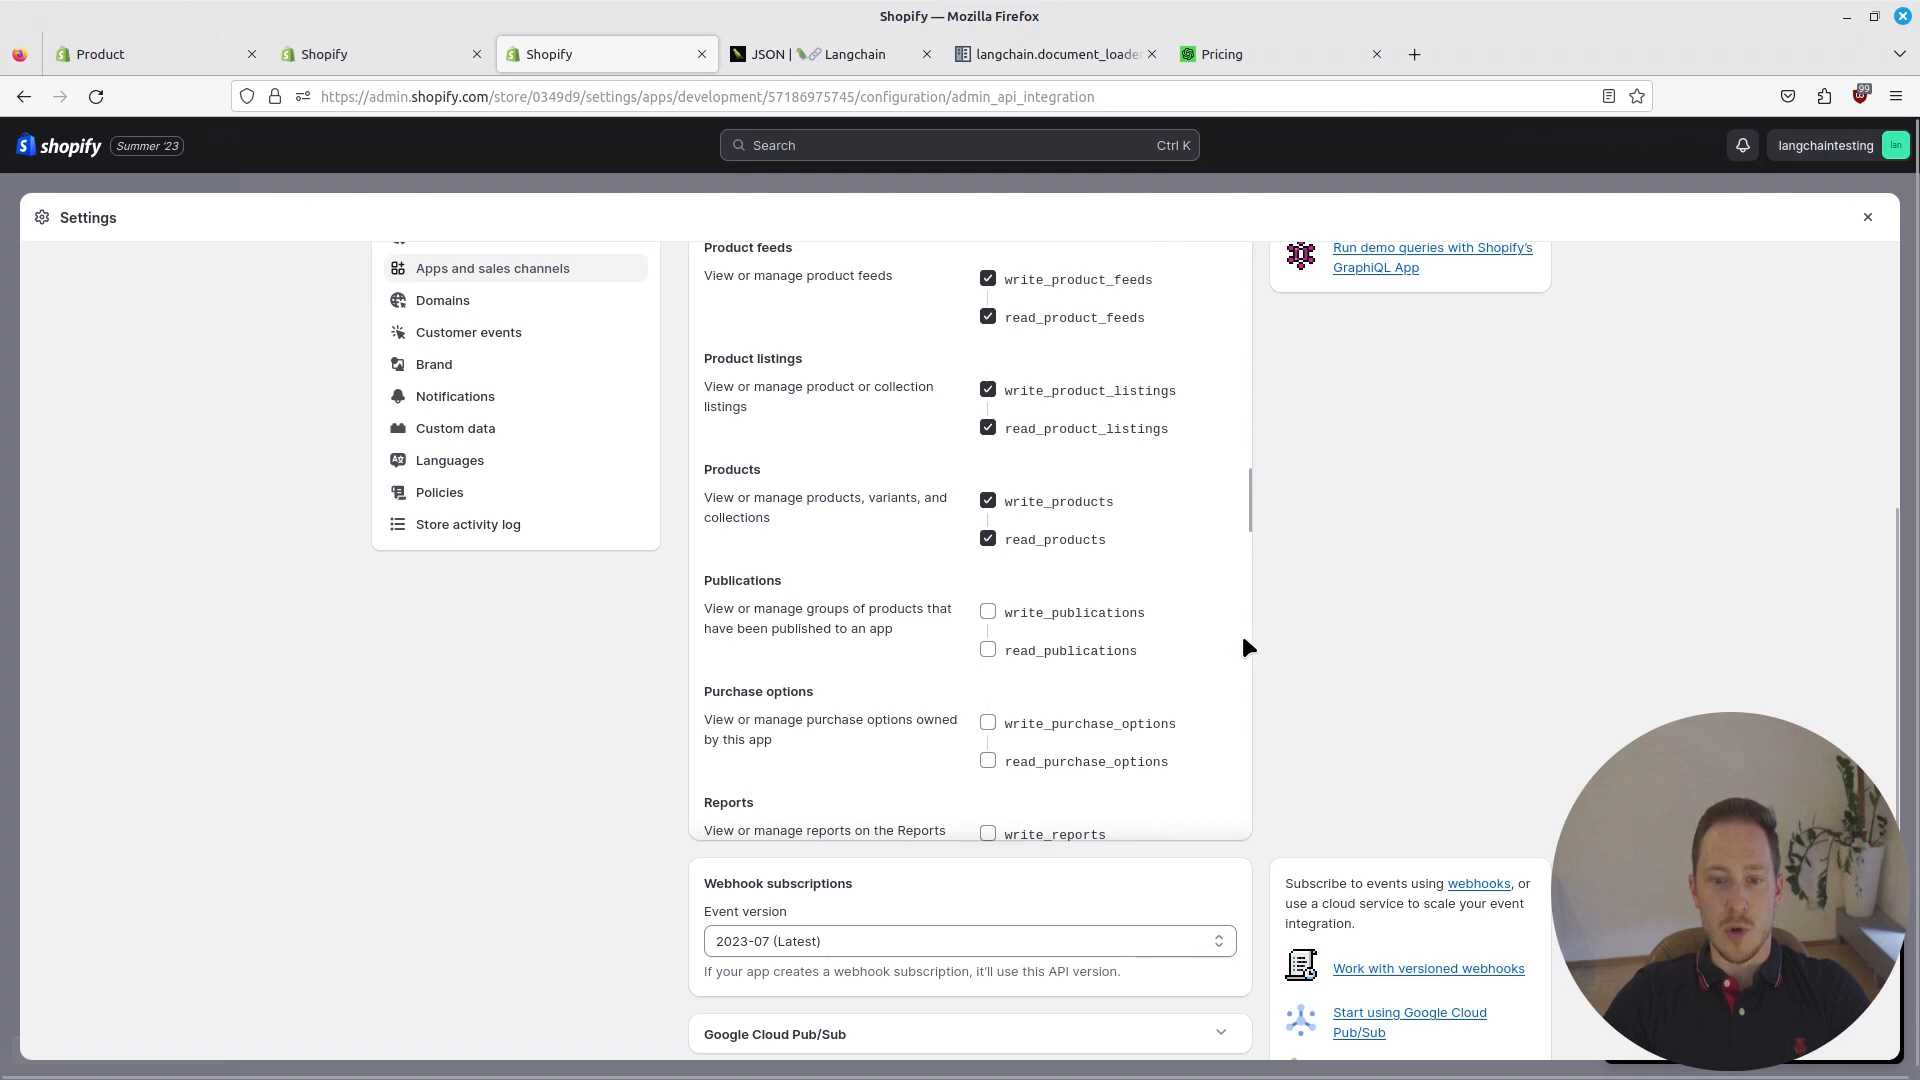 Shopify — Mozilla Firefox
Product
Shopify
Shopify
JSON | 🦜️🔗 Langchain
langchain.document_loade
Pricing
https://admin.shopify.com/store/0349d9/settings/apps/development/57186975745/configuration/admin_api_integration
99
shopify
Summer '23
Search
Ctrl K
langchaintesting
lan
Settings
Apps and sales channels
Domains
Customer events
Brand
Notifications
Custom data
Languages
Policies
Store activity log
Product feeds
View or manage product feeds
write_product_feeds
read_product_feeds
Product listings
View or manage product or collection
listings
write_product_listings
read_product_listings
Products
View or manage products, variants, and
collections
write_products
read_products
Publications
View or manage groups of products that
have been published to an app
write_publications
read_publications
Purchase options
View or manage purchase options owned
by this app
write_purchase_options
read_purchase_options
Reports
View or manage reports on the Reports
write_reports
Run demo queries with Shopify's
GraphiQL App
Webhook subscriptions
Event version
2023-07 (Latest)
If your app creates a webhook subscription, it'll use this API version.
Google Cloud Pub/Sub
Subscribe to events using webhooks, or
use a cloud service to scale your event
integration.
Work with versioned webhooks
Start using Google Cloud
Pub/Sub